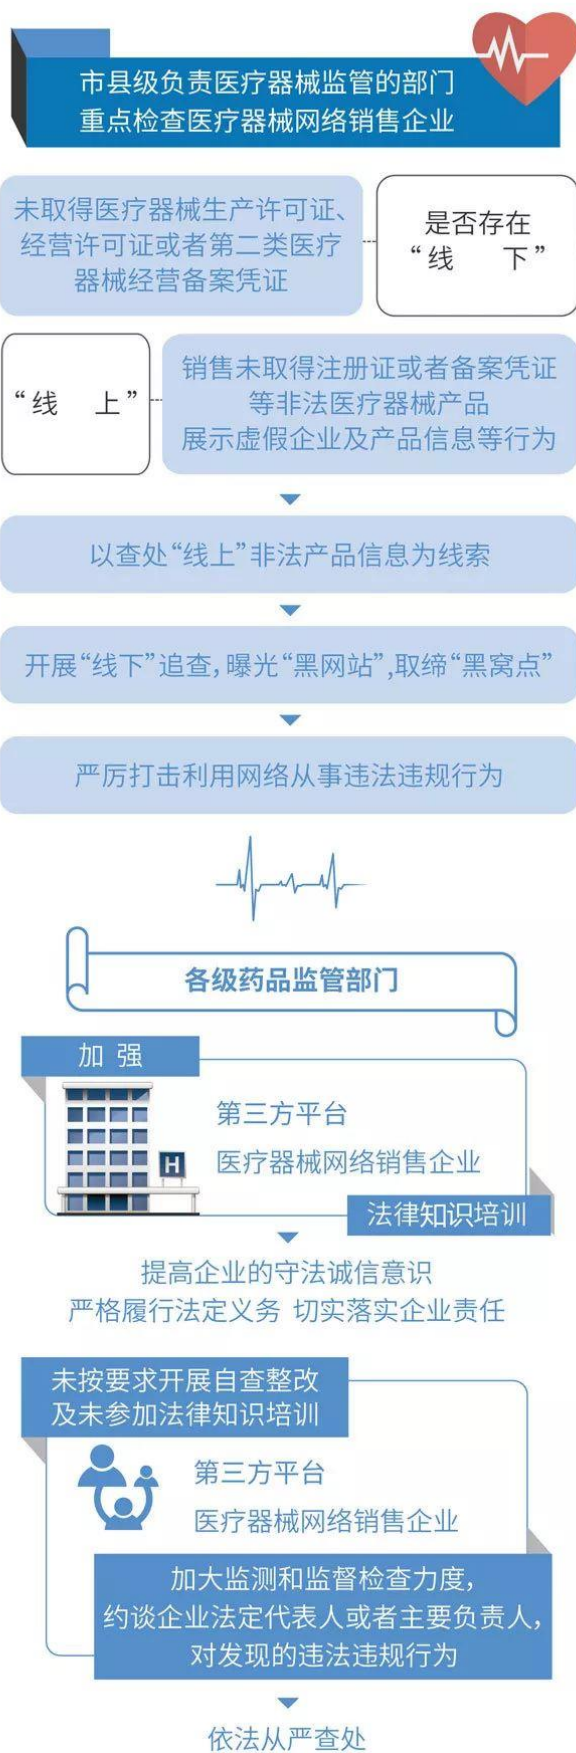 市县级负责医疗器械监管的部门
重点检查医疗器械网络销售企业
未取得医疗器械生产许可证、
经营许可证或者第二类医疗
器械经营备案凭证
是否存在
“线 下”
“线 上”
销售未取得注册证或者备案凭证
等非法医疗器械产品
展示虚假企业及产品信息等行为
以查处“线上”非法产品信息为线索
开展“线下”追查,曝光“黑网站”,取缔“黑窝点”
严厉打击利用网络从事违法违规行为
各级药品监管部门
加 强
第三方平台
医疗器械网络销售企业
H
法律知识培训
提高企业的守法诚信意识
严格履行法定义务 切实落实企业责任
未按要求开展自查整改
及未参加法律知识培训
第三方平台
医疗器械网络销售企业
加大监测和监督检查力度,
约谈企业法定代表人或者主要负责人,
对发现的违法违规行为
依法从严查处